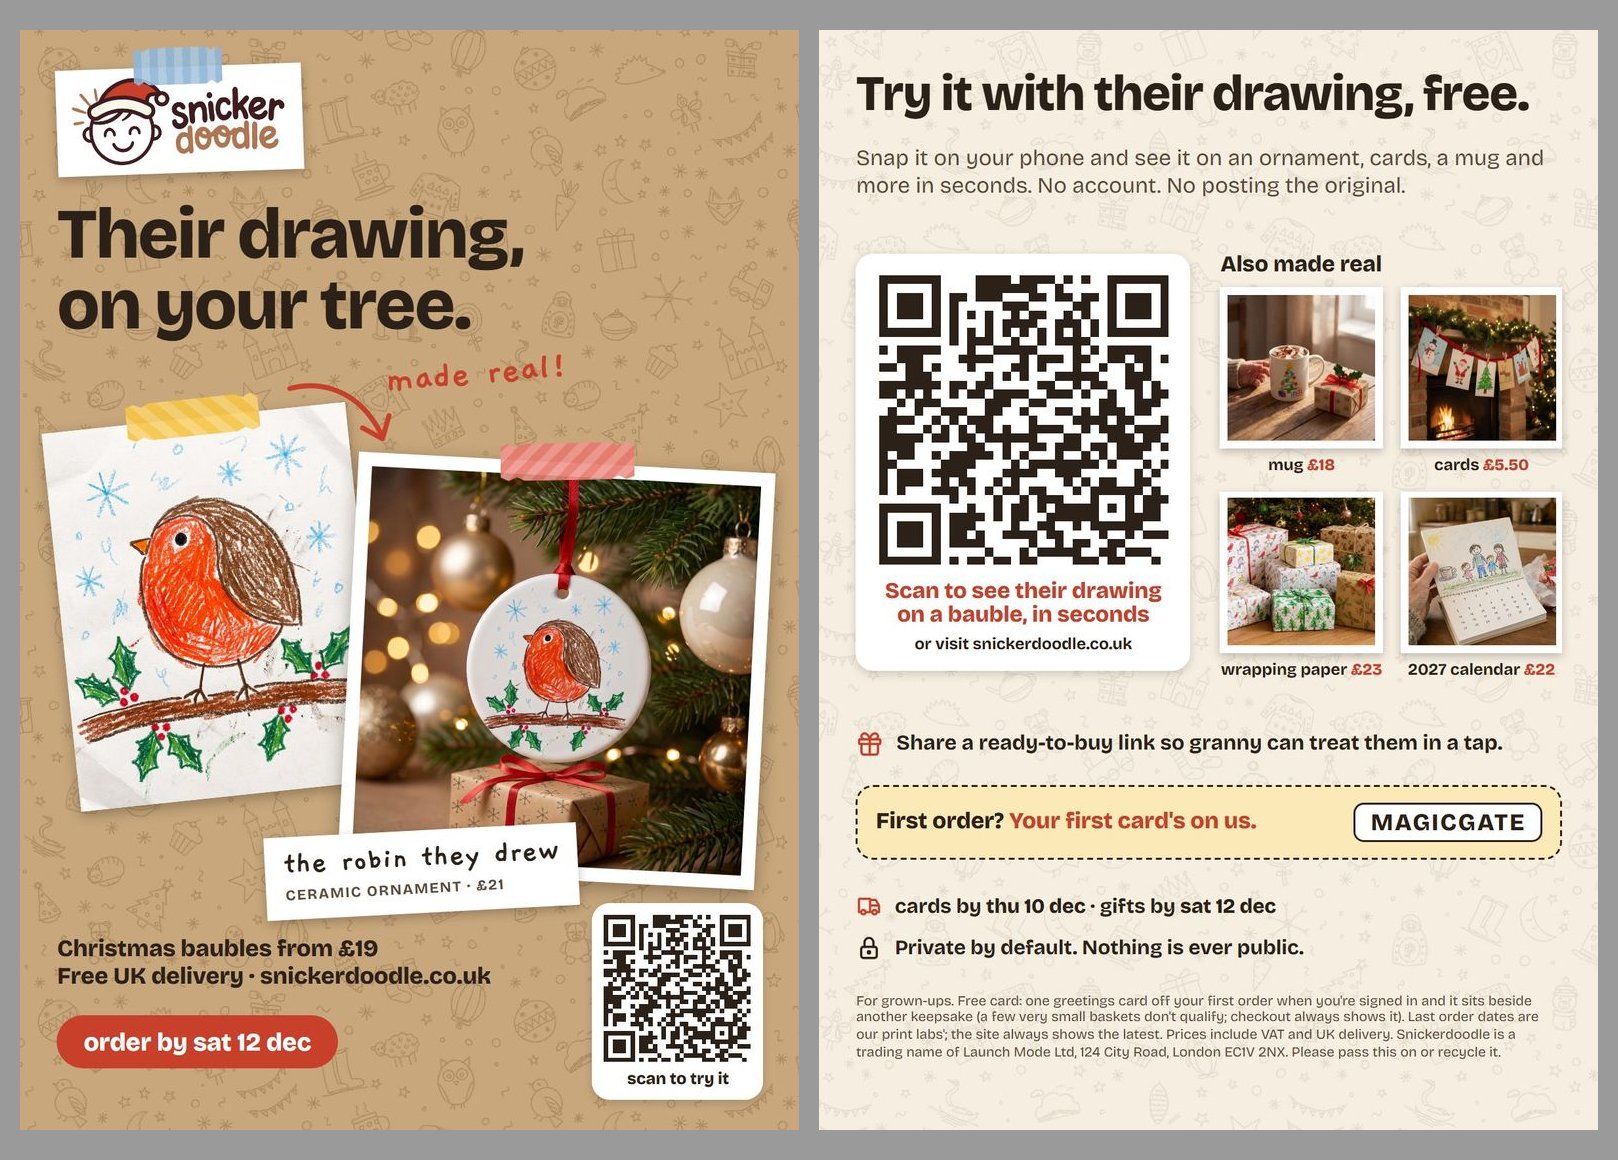 snicker
doodle
Their drawing,
on your tree.
made real!
the robin they drew
CERAMIC ORNAMENT · £21
Christmas baubles from £19
Free UK delivery · snickerdoodle.co.uk
order by sat 12 dec
scan to try it
Try it with their drawing, free.
Snap it on your phone and see it on an ornament, cards, a mug and
more in seconds. No account. No posting the original.
Scan to see their drawing
on a bauble, in seconds
or visit snickerdoodle.co.uk
Also made real
mug £18
cards £5.50
wrapping paper £23
2027 calendar £22
Share a ready-to-buy link so granny can treat them in a tap.
First order? Your first card's on us.
MAGICGATE
cards by thu 10 dec · gifts by sat 12 dec
Private by default. Nothing is ever public.
For grown-ups. Free card: one greetings card off your first order when you're signed in and it sits beside
another keepsake (a few very small baskets don't qualify; checkout always shows it). Last order dates are
our print labs'; the site always shows the latest. Prices include VAT and UK delivery. Snickerdoodle is a
trading name of Launch Mode Ltd, 124 City Road, London EC1V 2NX. Please pass this on or recycle it.